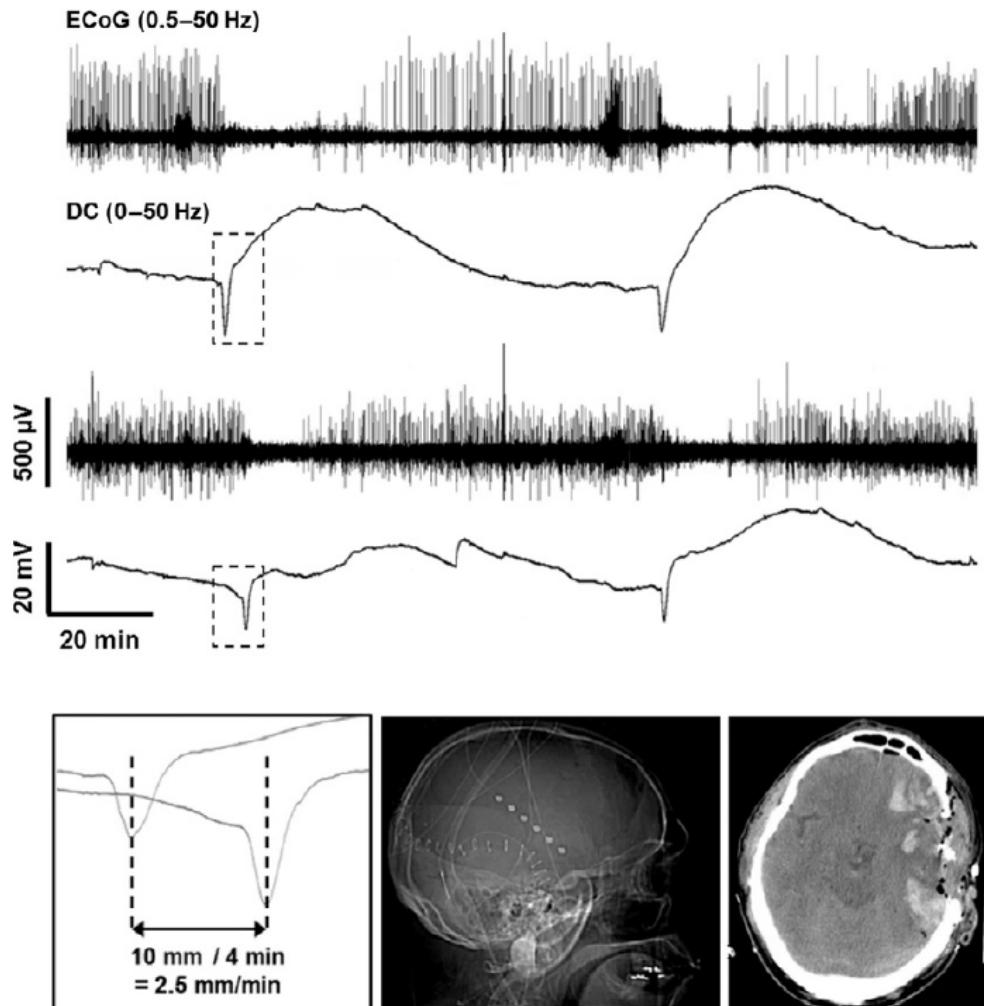 ECoG (0.5–50 Hz)
DC (0–50 Hz)
500 µV
20 mV
20 min
10 mm / 4 min
= 2.5 mm/min